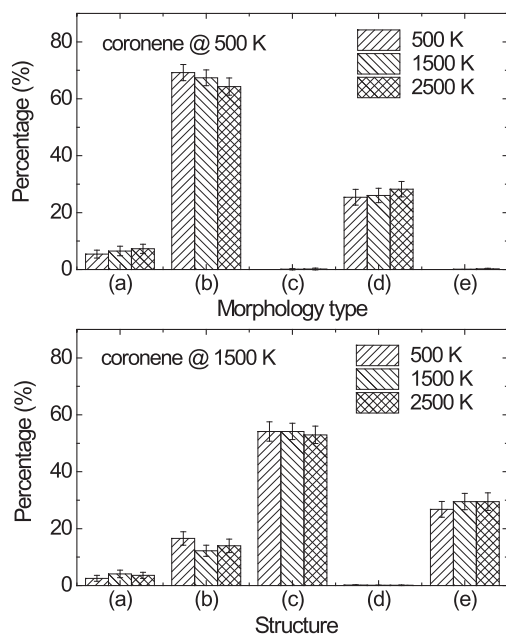 coronene @ 500 K
500 K
1500 K
2500 K
Percentage (%)
80
60
40
20
0
(a) (b) (c) (d) (e)
Morphology type
coronene @ 1500 K
500 K
1500 K
2500 K
Percentage (%)
80
60
40
20
0
(a) (b) (c) (d) (e)
Structure